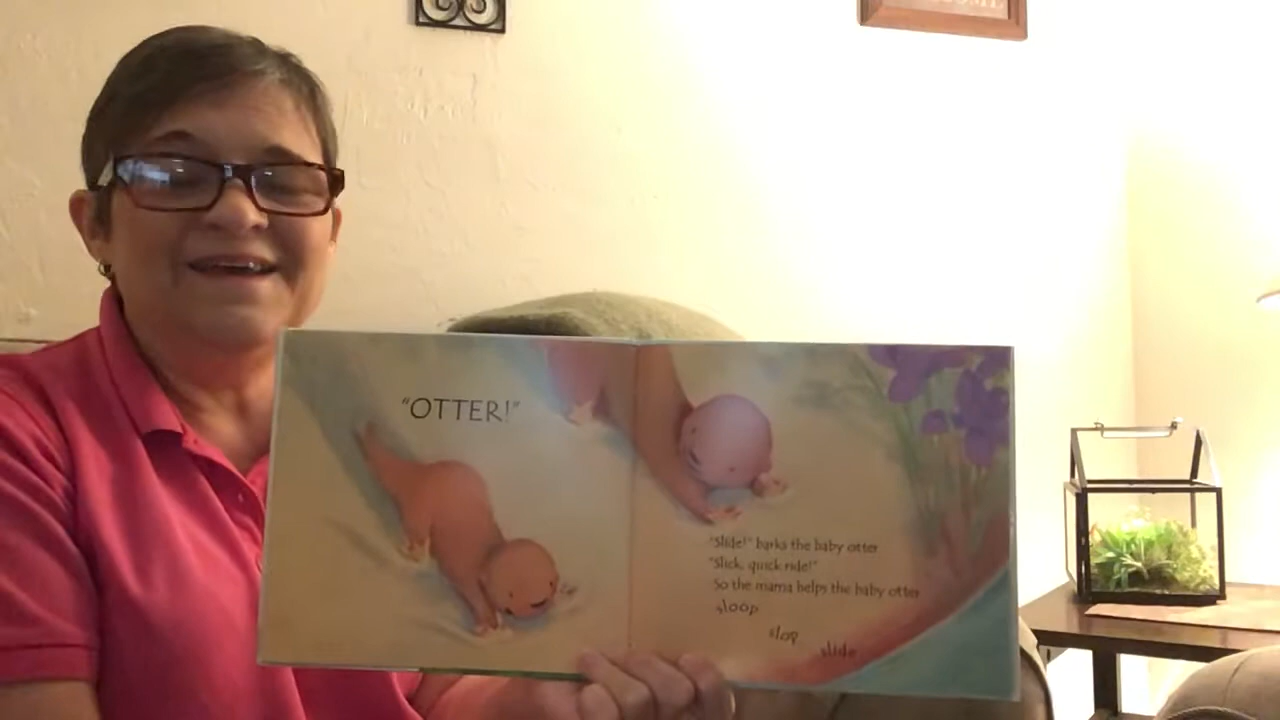 "OTTER!"
"Slide!" barks the baby otter
"Slick, quick ride!"
So the mama helps the baby otter
sloop
slop
slide